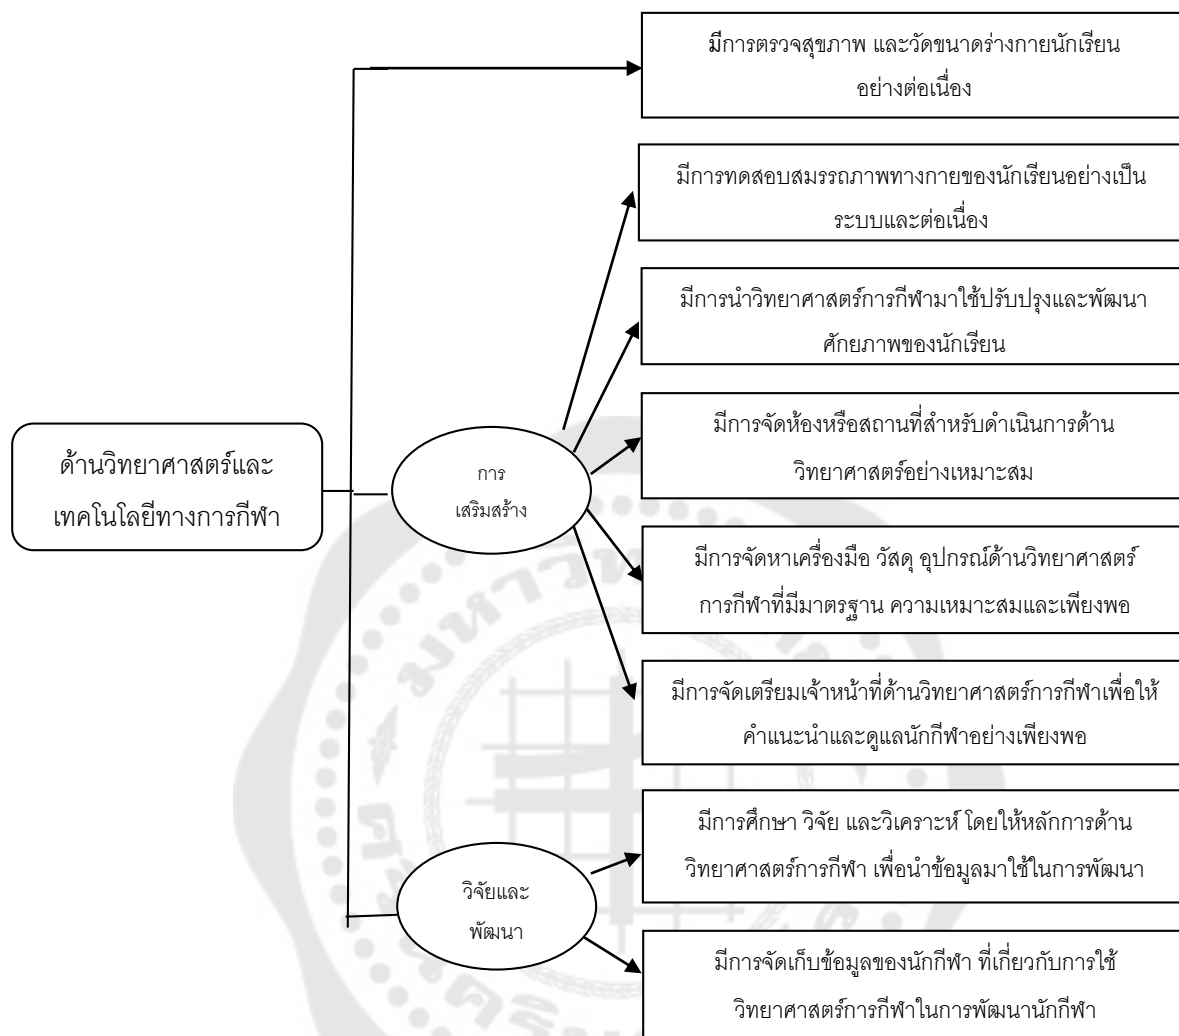 มีการตรวจสุขภาพ และวัดขนาดร่างกายนักเรียน
อย่างต่อเนื่อง
มีการทดสอบสมรรถภาพทางกายของนักเรียนอย่างเป็น
ระบบและต่อเนื่อง
มีการนำวิทยาศาสตร์การกีฬามาใช้ปรับปรุงและพัฒนา
ศักยภาพของนักเรียน
ด้านวิทยาศาสตร์และ
เทคโนโลยีทางการกีฬา
การ
เสริมสร้าง
มีการจัดห้องหรือสถานที่สำหรับดำเนินการด้าน
วิทยาศาสตร์อย่างเหมาะสม
มีการจัดหาเครื่องมือ วัสดุ อุปกรณ์ด้านวิทยาศาสตร์
การกีฬาที่มีมาตรฐาน ความเหมาะสมและเพียงพอ
มีการจัดเตรียมเจ้าหน้าที่ด้านวิทยาศาสตร์การกีฬาเพื่อให้
คำแนะนำและดูแลนักกีฬาอย่างเพียงพอ
วิจัยและ
พัฒนา
มีการศึกษา วิจัย และวิเคราะห์ โดยให้หลักการด้าน
วิทยาศาสตร์การกีฬา เพื่อนำข้อมูลมาใช้ในการพัฒนา
มีการจัดเก็บข้อมูลของนักกีฬา ที่เกี่ยวกับการใช้
วิทยาศาสตร์การกีฬาในการพัฒนานักกีฬา